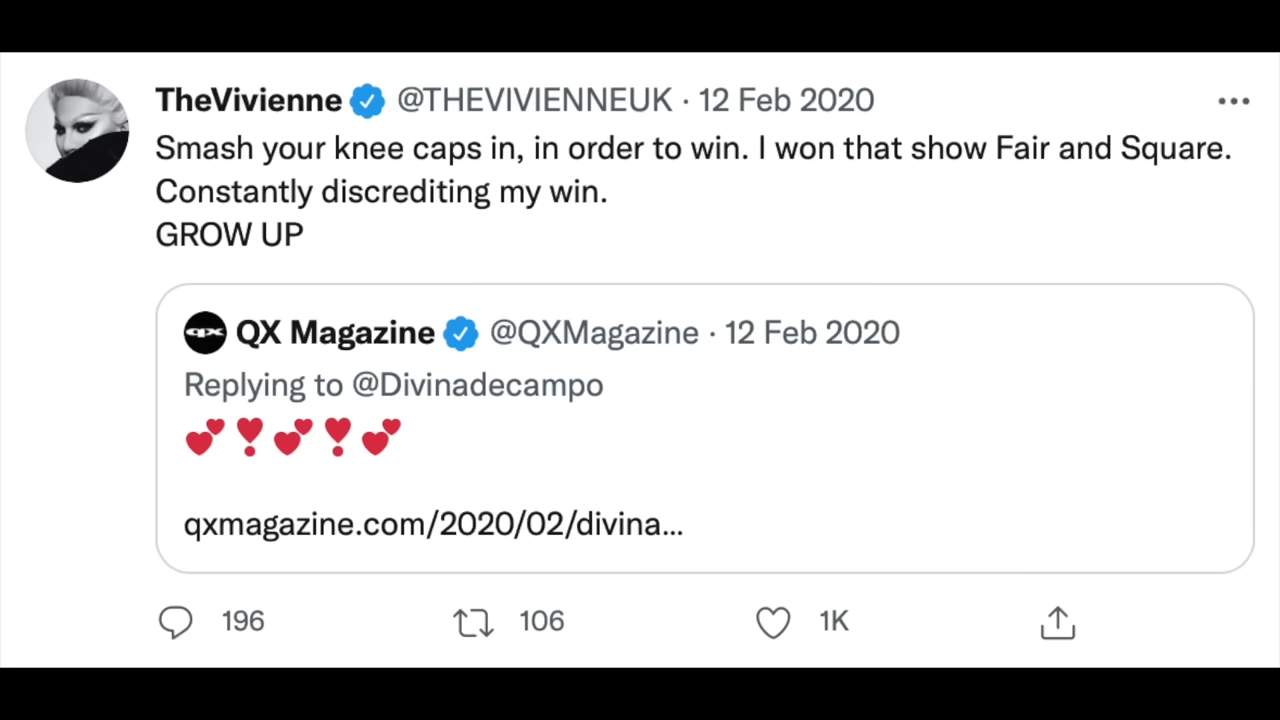 TheVivienne @THEVIVIENNEUK · 12 Feb 2020
Smash your knee caps in, in order to win. I won that show Fair and Square.
Constantly discrediting my win.
GROW UP
qx
QX Magazine @QXMagazine · 12 Feb 2020
Replying to @Divinadecampo
💕❣️💕❣️💕
qxmagazine.com/2020/02/divina...
196 106 1K